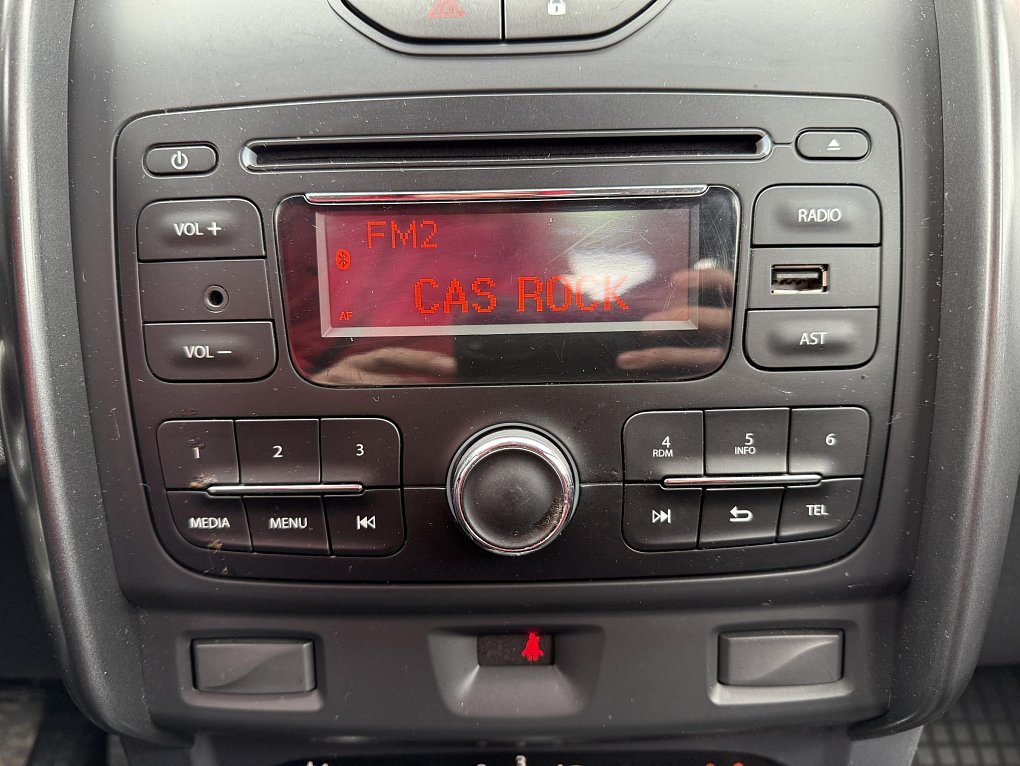 VOL +
RADIO
FM2
CAS ROCK
AF
VOL –
AST
1
2
3
4
RDM
5
INFO
6
MEDIA
MENU
TEL
3